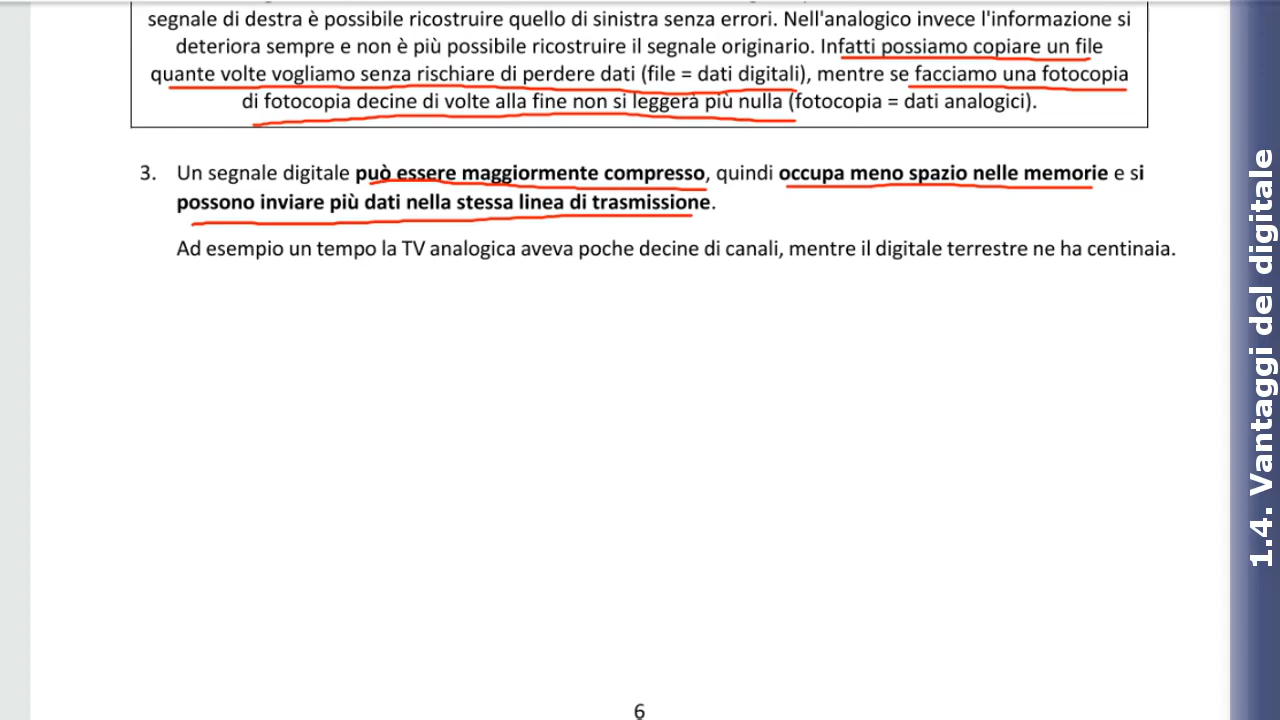 segnale di destra è possibile ricostruire quello di sinistra senza errori. Nell'analogico invece l'informazione si
deteriora sempre e non è più possibile ricostruire il segnale originario. Infatti possiamo copiare un file
quante volte vogliamo senza rischiare di perdere dati (file = dati digitali), mentre se facciamo una fotocopia
di fotocopia decine di volte alla fine non si leggerà più nulla (fotocopia = dati analogici).
3. Un segnale digitale può essere maggiormente compresso, quindi occupa meno spazio nelle memorie e si
possono inviare più dati nella stessa linea di trasmissione.
Ad esempio un tempo la TV analogica aveva poche decine di canali, mentre il digitale terrestre ne ha centinaia.
6
1.4. Vantaggi del digitale